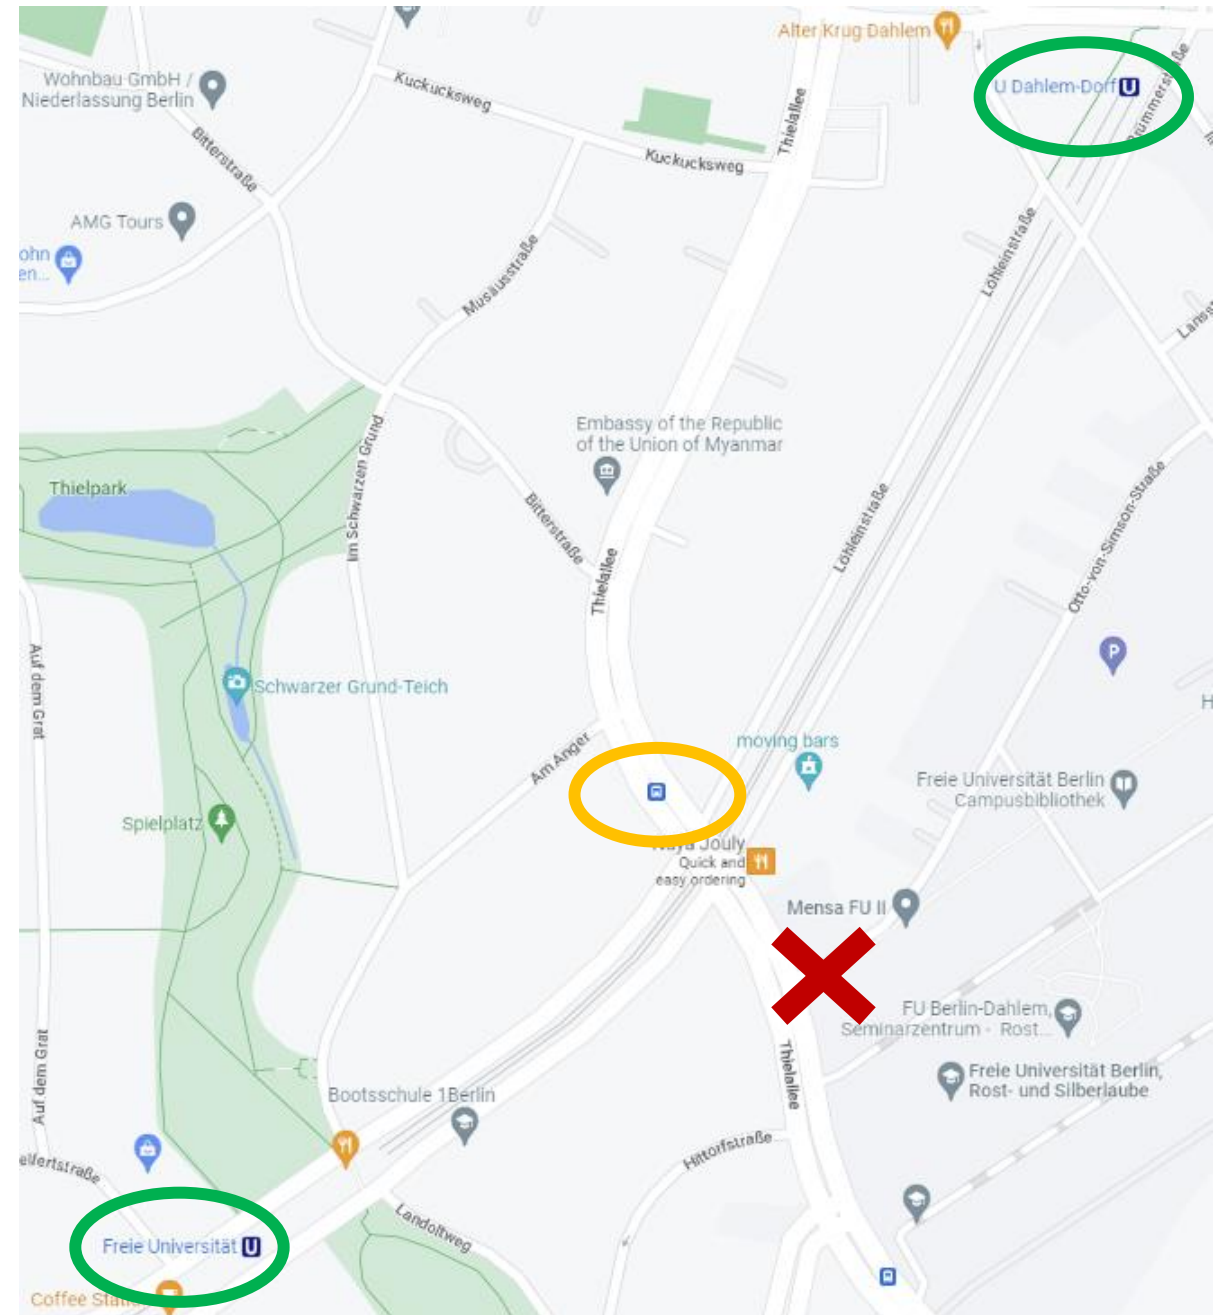 Alter Krug Dahlem
Wohnbau GmbH /
Niederlassung Berlin
Kuckucksweg
U Dahlem-Dorf U
Thielallee
Bitterstraße
Kuckucksweg
AMG Tours
Löhleinstraße
Musäusstraße
Embassy of the Republic
of the Union of Myanmar
Im Schwarzen Grund
Thielpark
Bitterstraße
Löhleinstraße
Otto-von-Simson-Straße
Thielallee
P
Auf dem Grat
Schwarzer Grund-Teich
H
Am Anger
moving bars
Freie Universität Berlin
Campusbibliothek
Spielplatz
Jouly
Quick and
easy ordering
Mensa FU II
FU Berlin-Dahlem,
Seminarzentrum - Rost...
Auf dem Grat
Thielallee
Freie Universität Berlin,
Rost- und Silberlaube
Bootsschule 1Berlin
Hittorfstraße
Landoltweg
Freie Universität U
Coffee